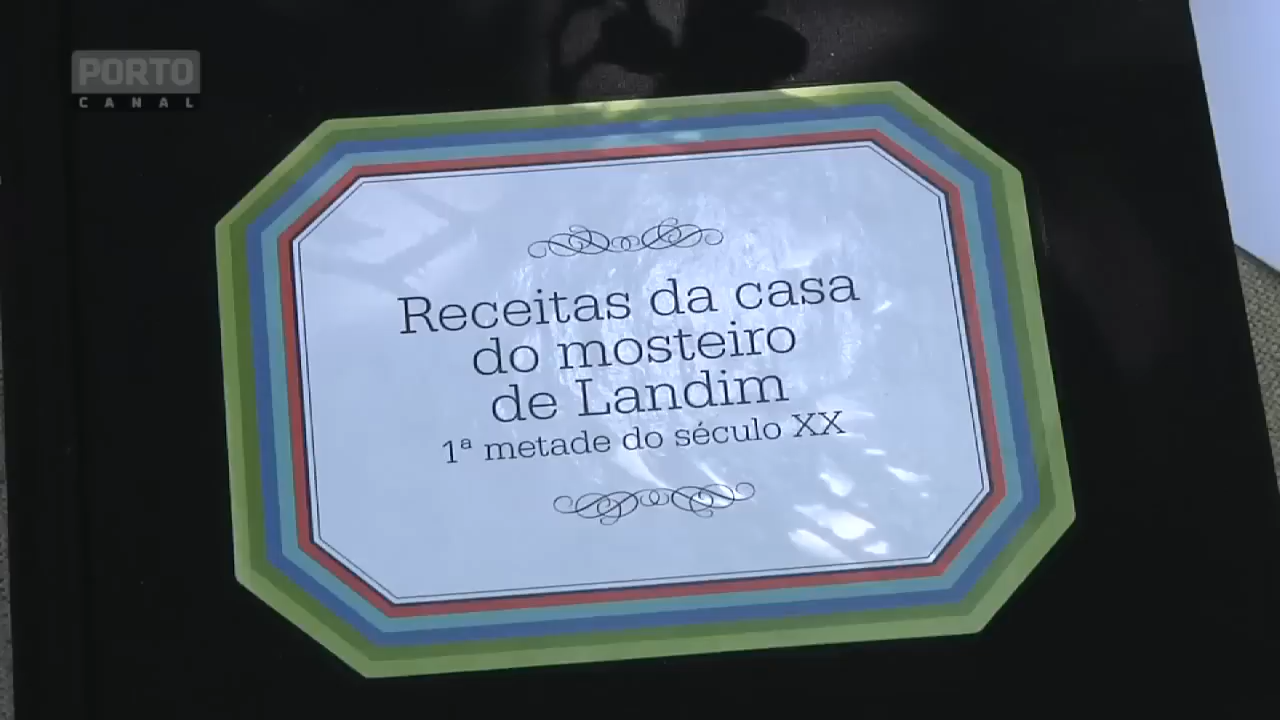 PORTO
CANAL
Receitas da casa
do mosteiro
de Landim
1ª metade do século XX